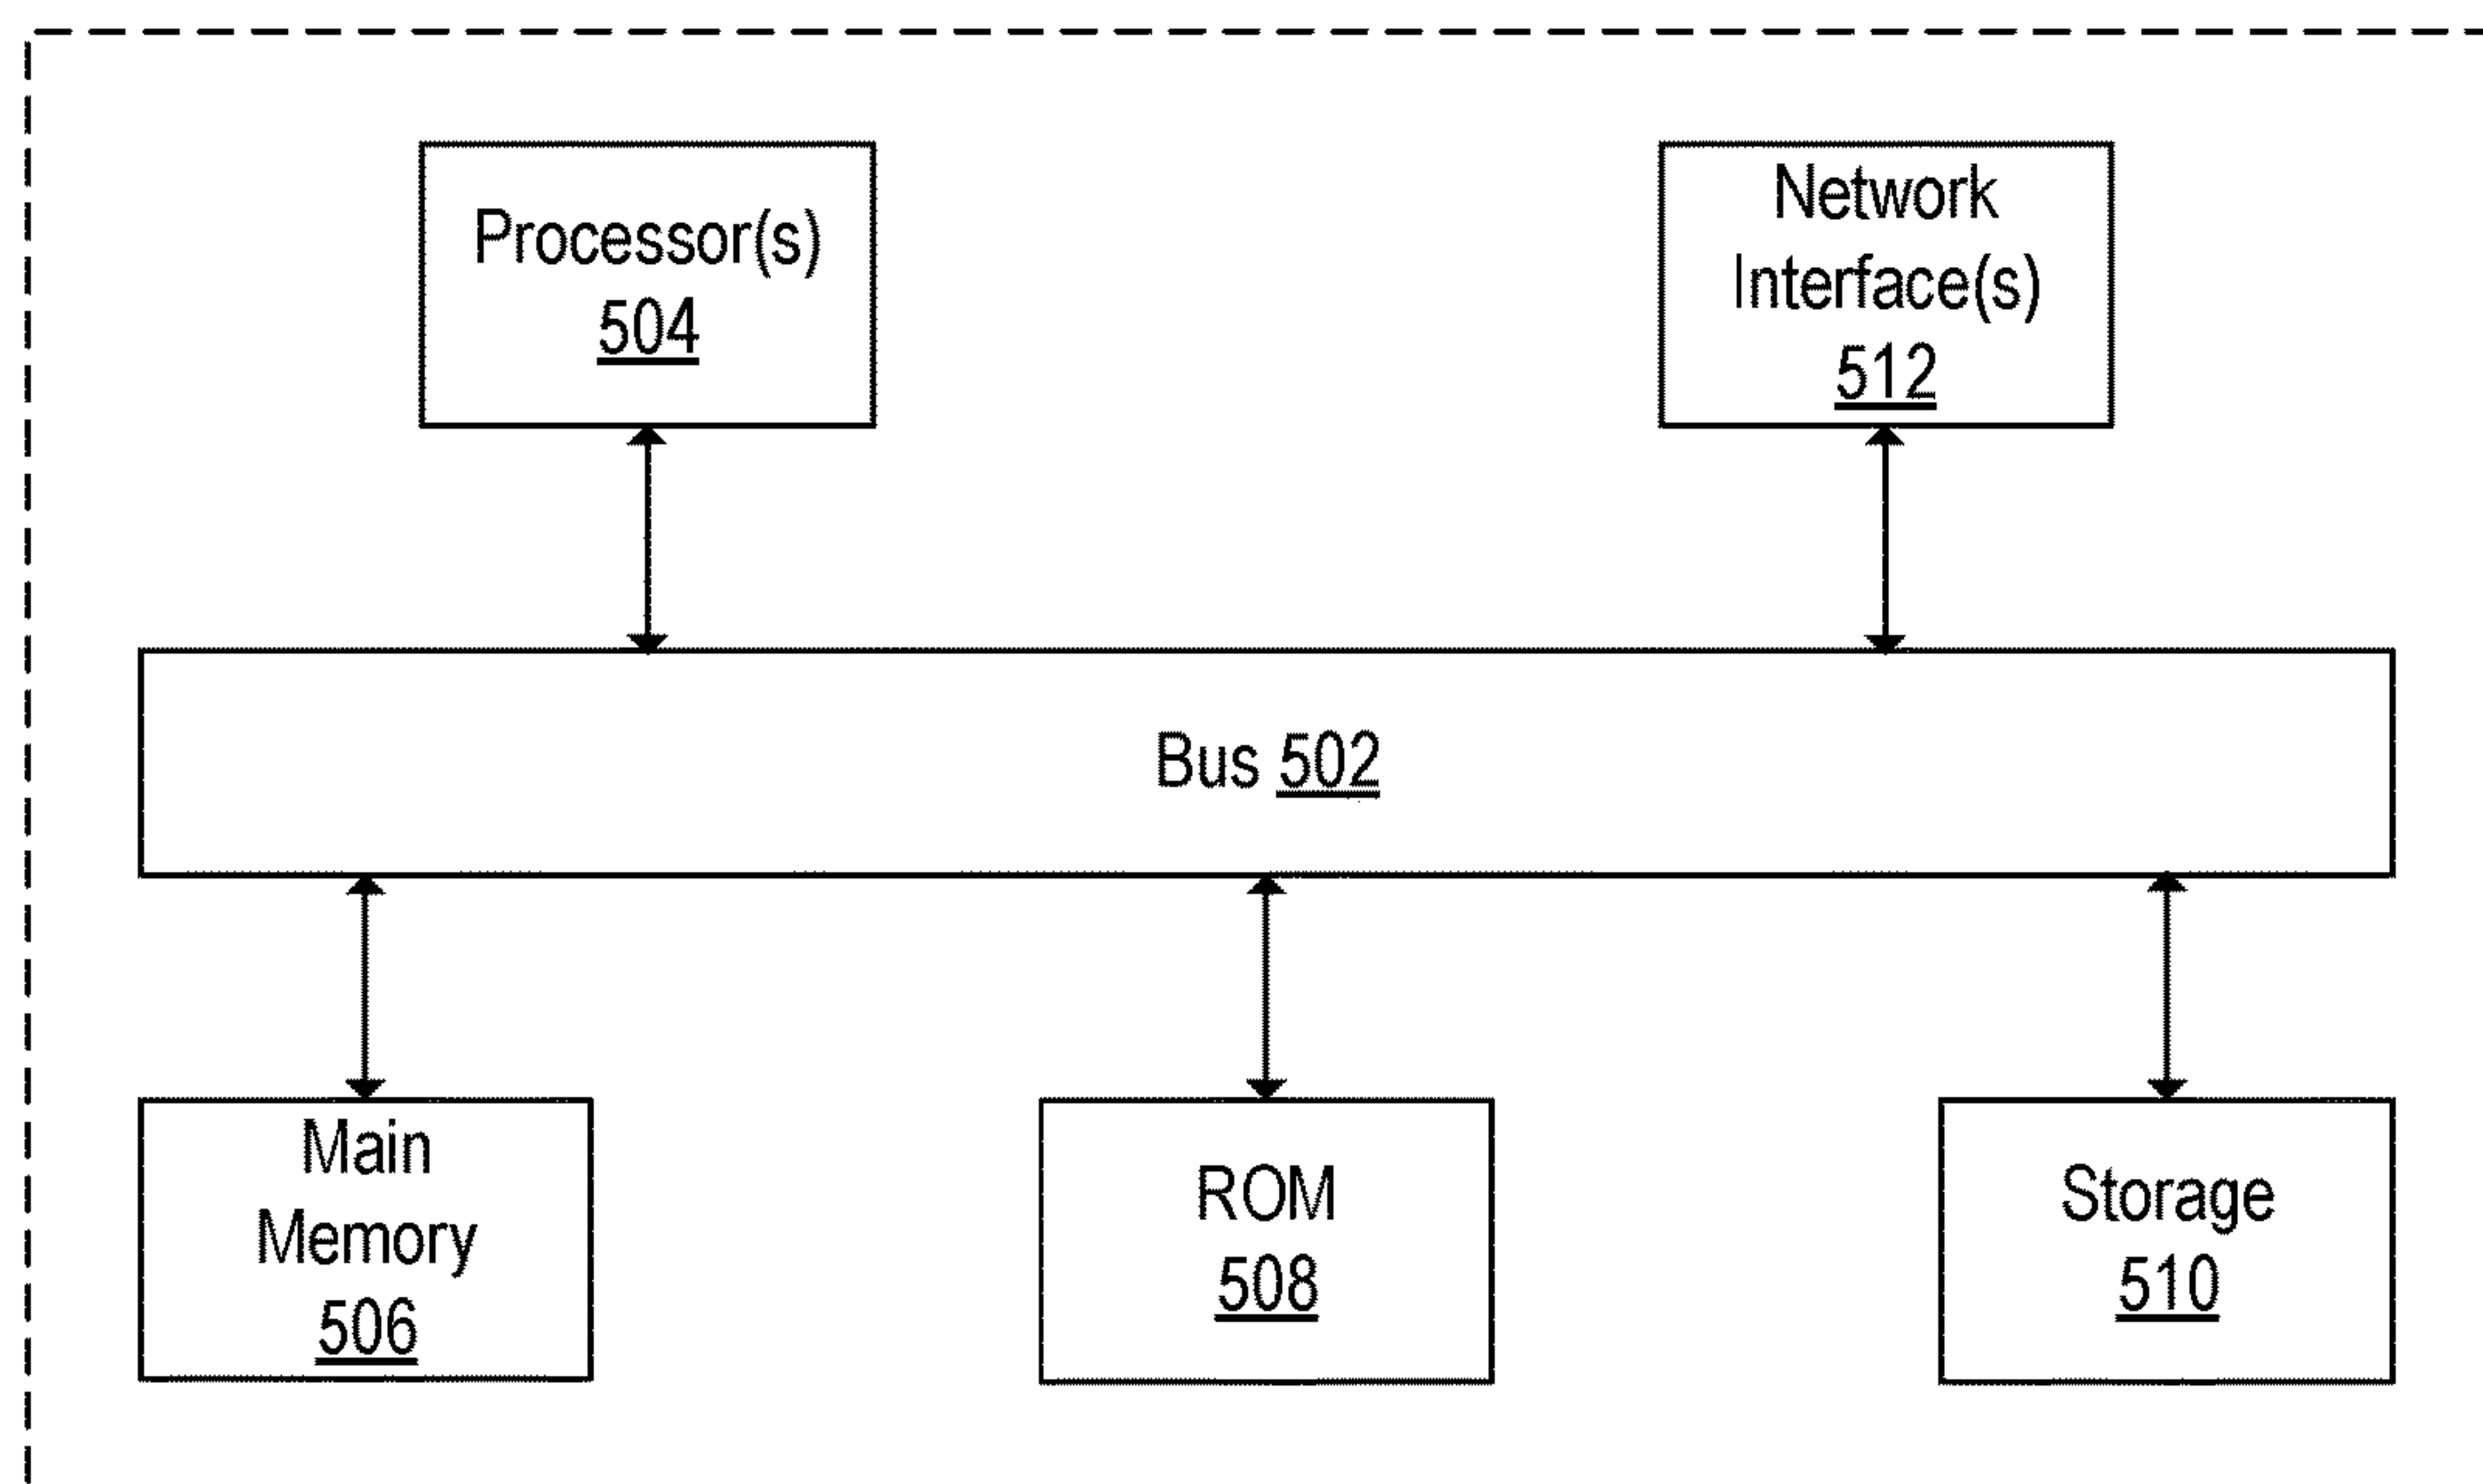 Processor(s)
504
Network
Interface(s)
512
Bus 502
Main
Memory
506
ROM
508
Storage
510